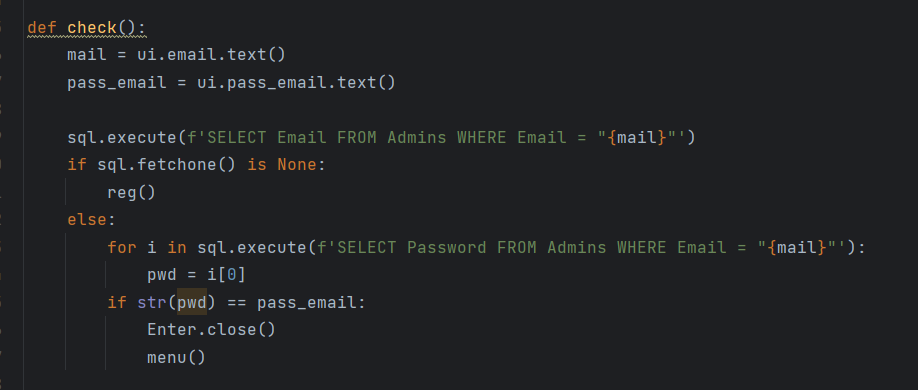 def check():
    mail = ui.email.text()
    pass_email = ui.pass_email.text()
    sql.execute(f'SELECT Email FROM Admins WHERE Email = "{mail}"')
    if sql.fetchone() is None:
        reg()
    else:
        for i in sql.execute(f'SELECT Password FROM Admins WHERE Email = "{mail}"'):
            pwd = i[0]
        if str(pwd) == pass_email:
            Enter.close()
            menu()